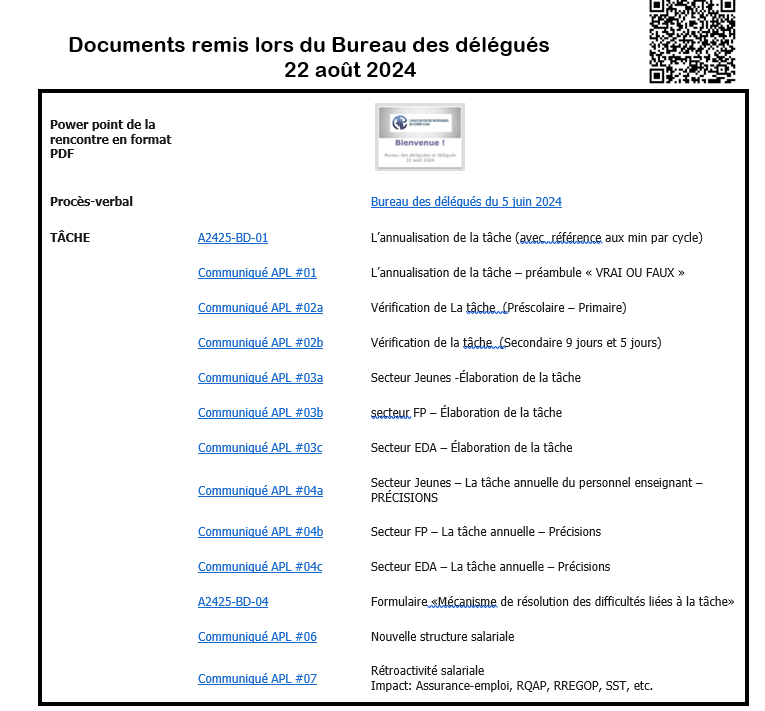 Documents remis lors du Bureau des délégués
22 août 2024
Power point de la
rencontre en format
PDF
Bienvenue !
Bureau des délégués et délégués
22 août 2024
Procès-verbal
Bureau des délégués du 5 juin 2024
TÂCHE
A2425-BD-01
L’annualisation de la tâche (avec référence aux min par cycle)
Communiqué APL #01
L’annualisation de la tâche – préambule « VRAI OU FAUX »
Communiqué APL #02a
Vérification de La tâche (Préscolaire – Primaire)
Communiqué APL #02b
Vérification de la tâche (Secondaire 9 jours et 5 jours)
Communiqué APL #03a
Secteur Jeunes -Élaboration de la tâche
Communiqué APL #03b
secteur FP – Élaboration de la tâche
Communiqué APL #03c
Secteur EDA – Élaboration de la tâche
Communiqué APL #04a
Secteur Jeunes – La tâche annuelle du personnel enseignant –
PRÉCISIONS
Communiqué APL #04b
Secteur FP – La tâche annuelle – Précisions
Communiqué APL #04c
Secteur EDA – La tâche annuelle – Précisions
A2425-BD-04
Formulaire «Mécanisme de résolution des difficultés liées à la tâche»
Communiqué APL #06
Nouvelle structure salariale
Communiqué APL #07
Rétroactivité salariale
Impact: Assurance-emploi, RQAP, RREGOP, SST, etc.